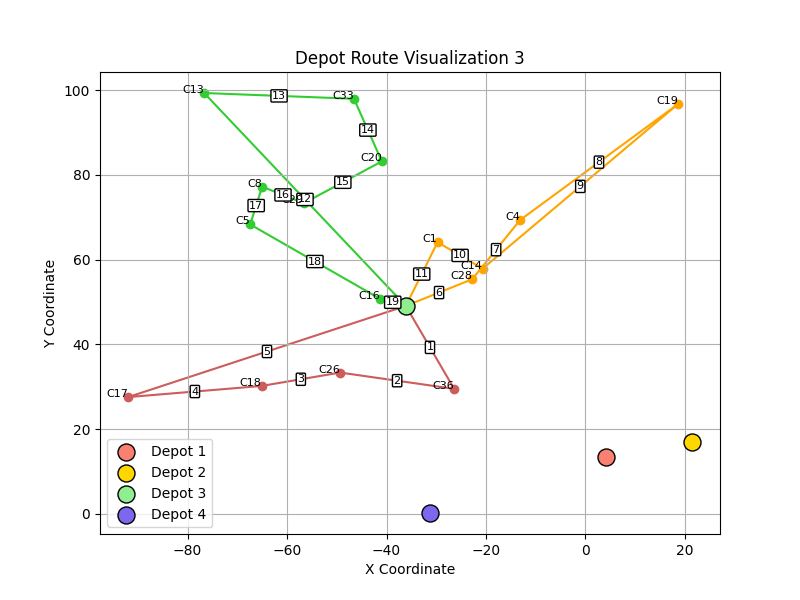 Depot Route Visualization 3
Y Coordinate
100
80
60
40
20
0
C13
13
C33
C19
14
C20
8
15
9
C8
16
12
17
C5
C4
7
C1
10
18
C14
11
C28
C16
19
6
1
5
C26
3
2
C36
C18
4
C17
Depot 1
Depot 2
Depot 3
Depot 4
−80
−60
−40
−20
0
20
X Coordinate